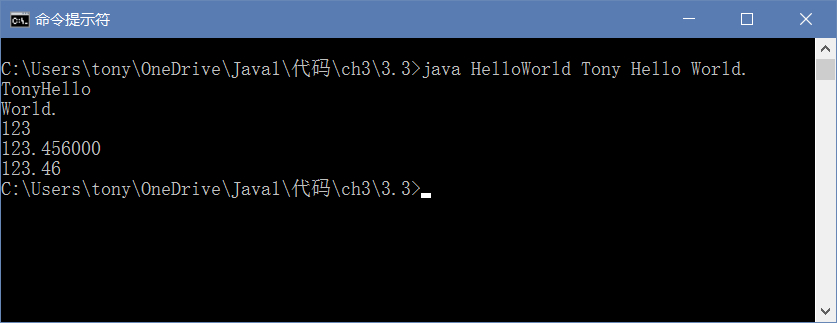 命令提示符
C:\Users\tony\OneDrive\Java1\代码\ch3\3.3>java HelloWorld Tony Hello World.
TonyHello
World.
123
123.456000
123.46
C:\Users\tony\OneDrive\Java1\代码\ch3\3.3>